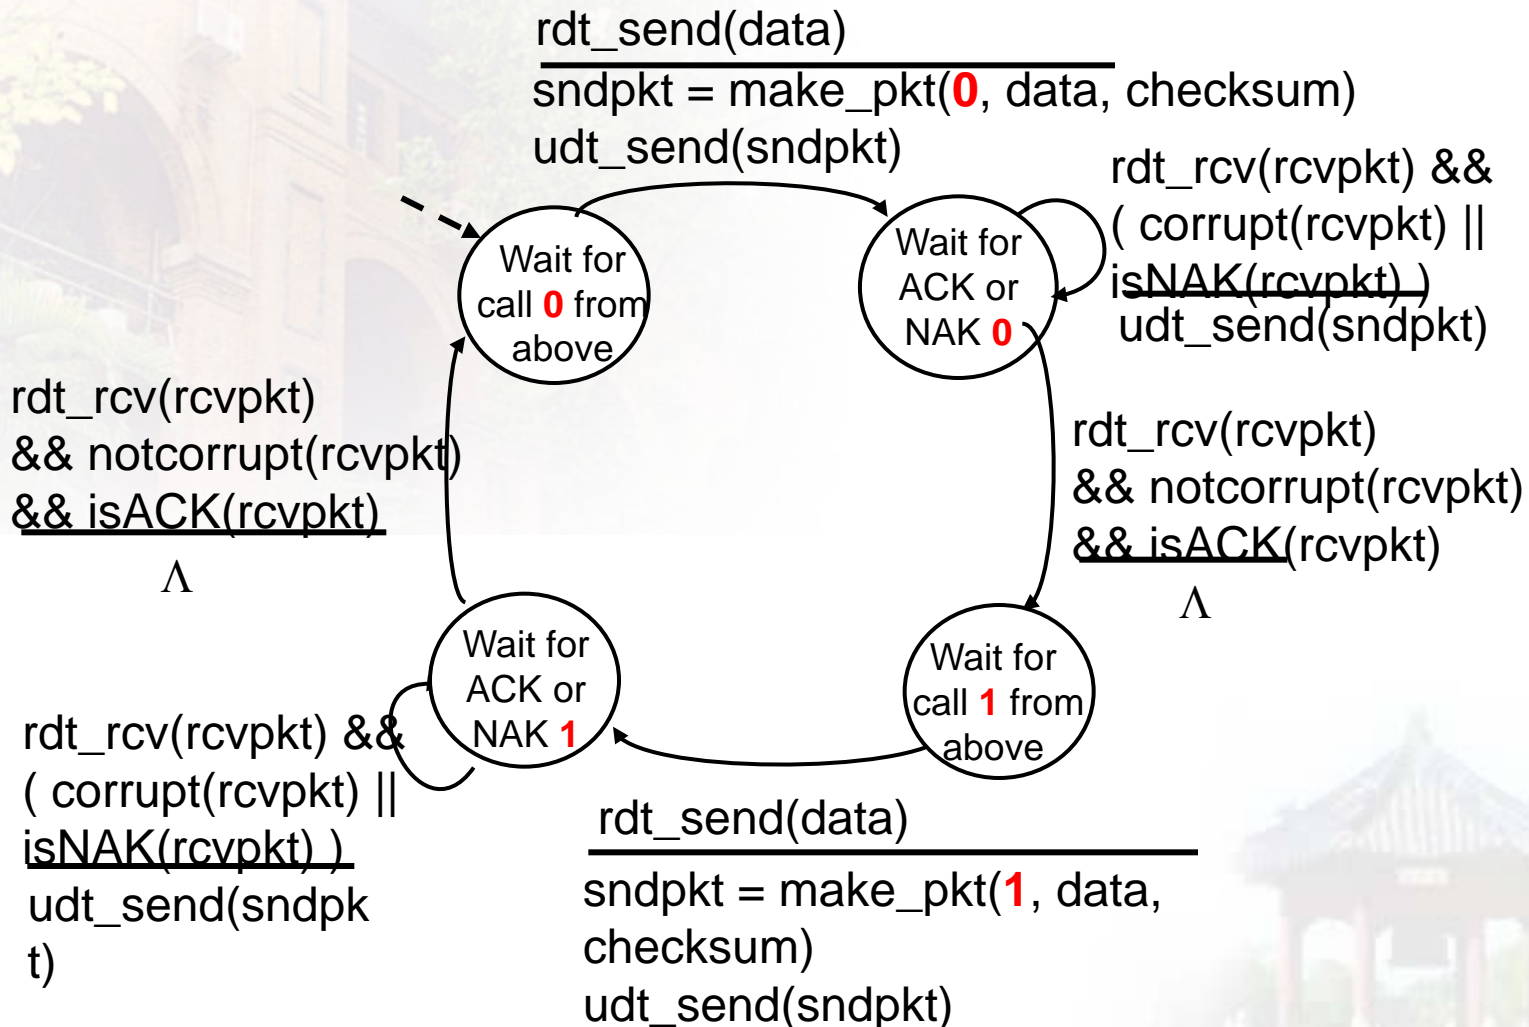 rdt_send(data)
sndpkt = make_pkt(0, data, checksum)
udt_send(sndpkt)
rdt_rcv(rcvpkt) &&
( corrupt(rcvpkt) ||
isNAK(rcvpkt) )
udt_send(sndpkt)
Wait for
call 0 from
above
Wait for
ACK or
NAK 0
rdt_rcv(rcvpkt)
&& notcorrupt(rcvpkt)
&& isACK(rcvpkt)
Λ
rdt_rcv(rcvpkt)
&& notcorrupt(rcvpkt)
&& isACK(rcvpkt)
Λ
Wait for
ACK or
NAK 1
Wait for
call 1 from
above
rdt_rcv(rcvpkt) &&
( corrupt(rcvpkt) ||
isNAK(rcvpkt) )
udt_send(sndpk
t)
rdt_send(data)
sndpkt = make_pkt(1, data,
checksum)
udt_send(sndpkt)